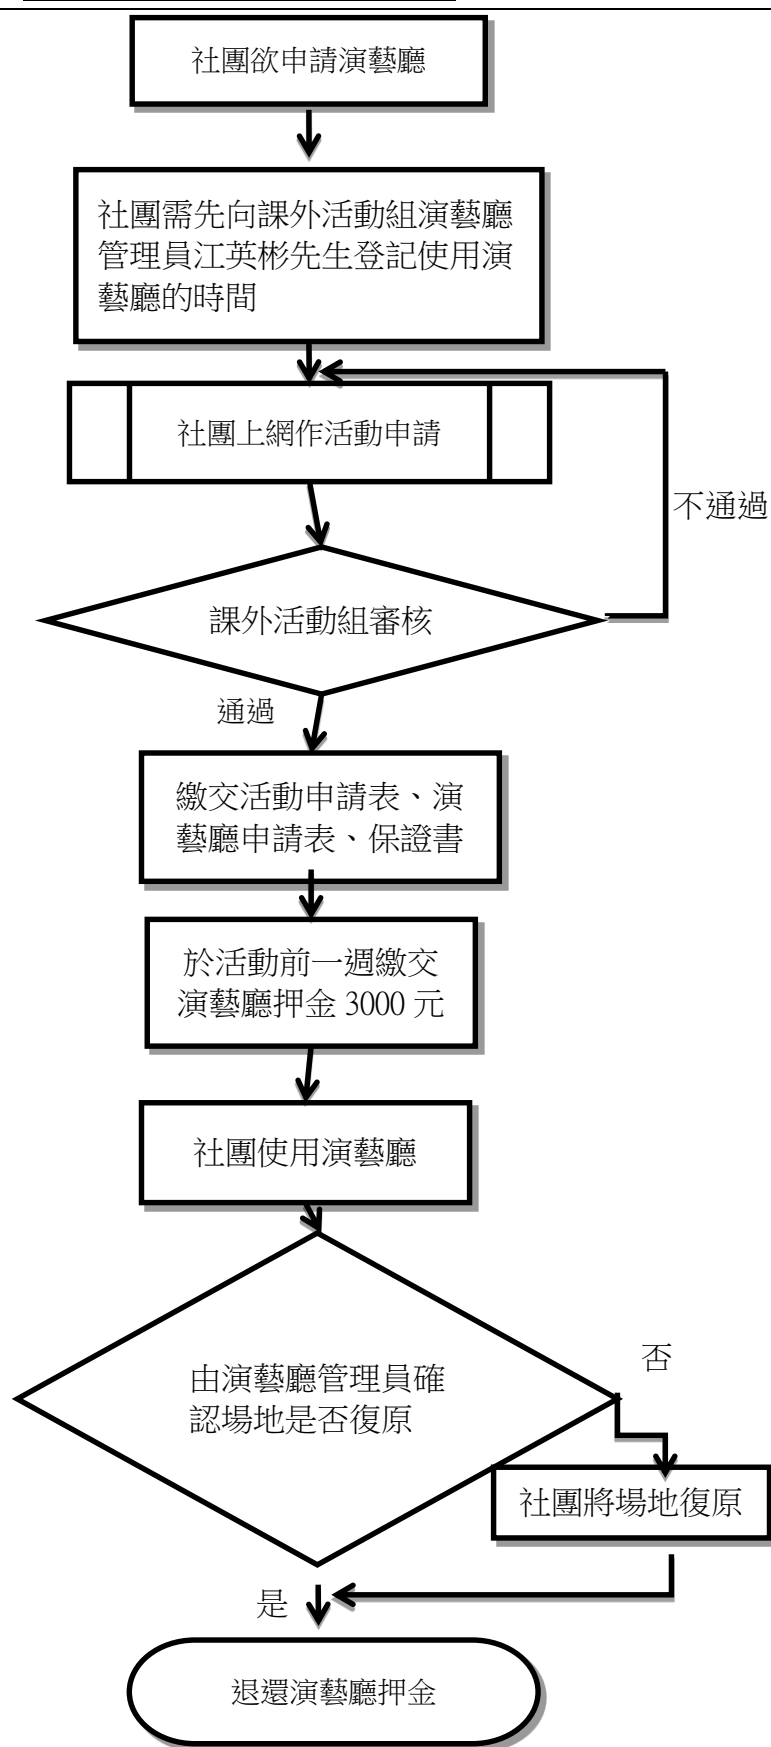 社團欲申請演藝廳
社團需先向課外活動組演藝廳
管理員江英彬先生登記使用演
藝廳的時間
社團上網作活動申請
不通過
課外活動組審核
通過
繳交活動申請表、演
藝廳申請表、保證書
於活動前一週繳交
演藝廳押金 3000 元
社團使用演藝廳
否
由演藝廳管理員確
認場地是否復原
社團將場地復原
是
退還演藝廳押金